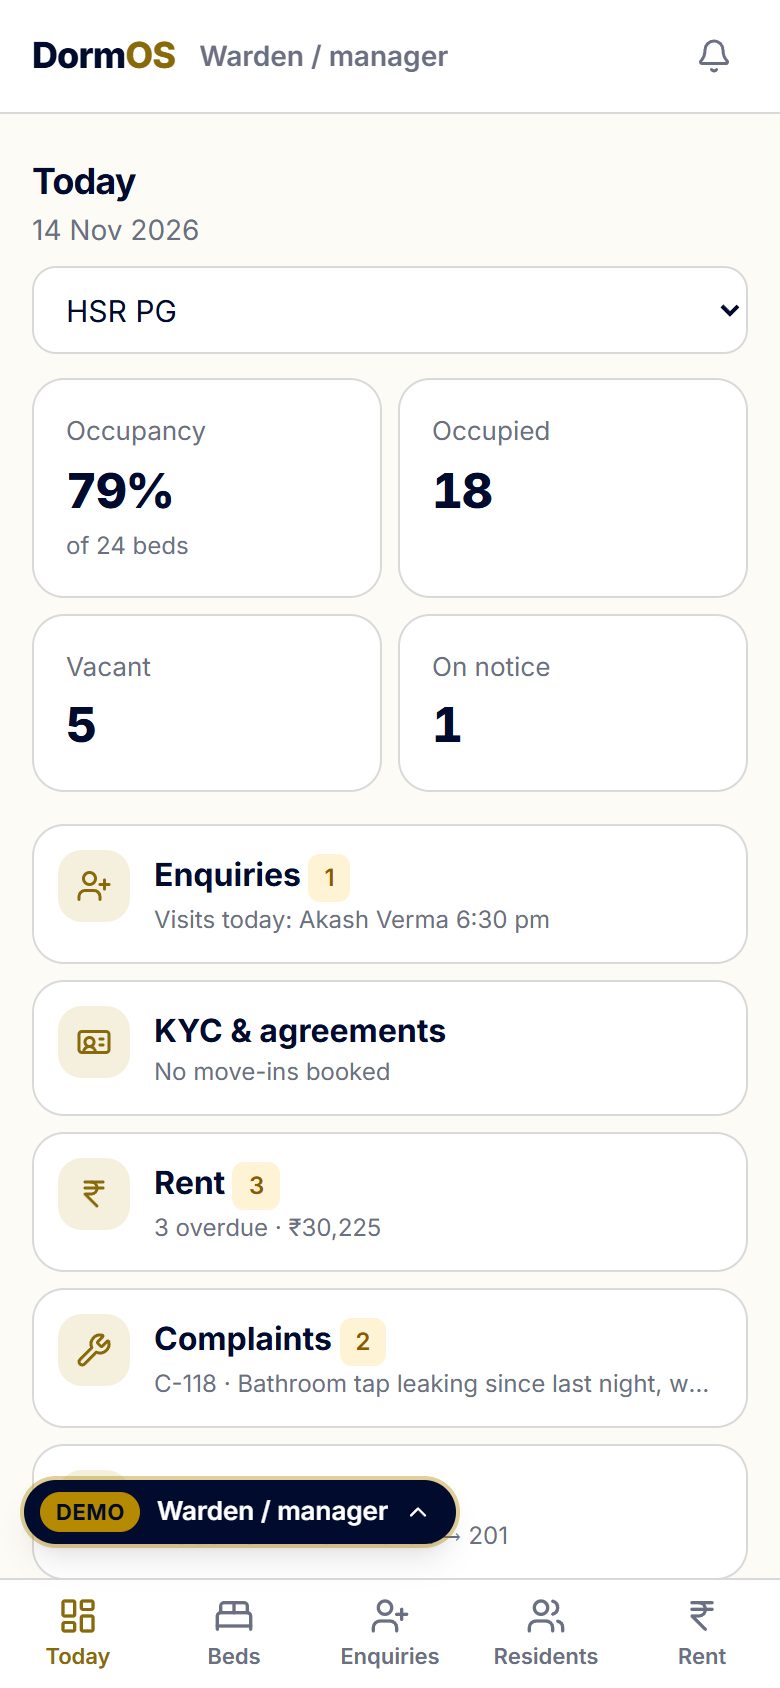 DormOS Warden / manager
Today
14 Nov 2026
HSR PG
Occupancy
79%
of 24 beds
Occupied
18
Vacant
5
On notice
1
Enquiries 1
Visits today: Akash Verma 6:30 pm
KYC & agreements
No move-ins booked
Rent 3
3 overdue · ₹30,225
Complaints 2
C-118 · Bathroom tap leaking since last night, w...
→ 201
DEMO Warden / manager
Today
Beds
Enquiries
Residents
Rent